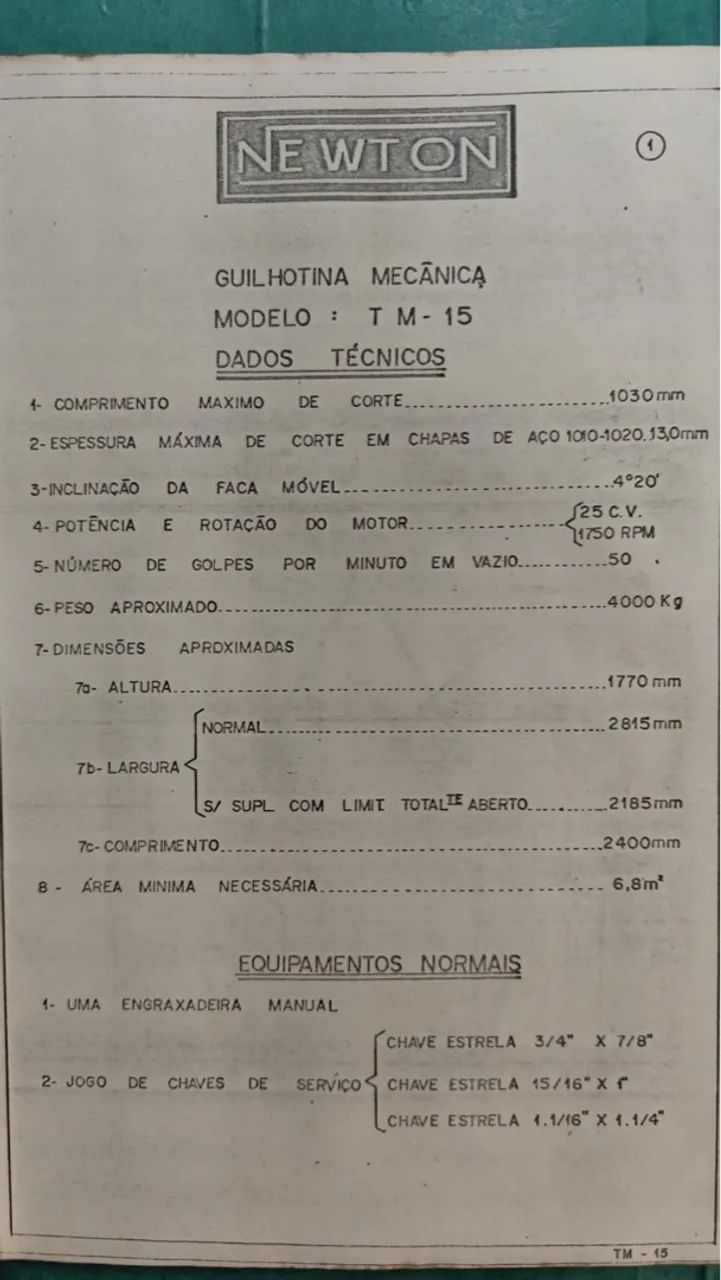 NEWTON
1
GUILHOTINA MECÂNICA
MODELO : TM-15
DADOS TÉCNICOS
1- COMPRIMENTO MAXIMO DE CORTE 1030mm
2- ESPESSURA MÁXIMA DE CORTE EM CHAPAS DE AÇO 1010-1020. 13,0mm
3- INCLINAÇÃO DA FACA MÓVEL 4°20'
4- POTÊNCIA E ROTAÇÃO DO MOTOR 25 C.V.
1750 RPM
5- NÚMERO DE GOLPES POR MINUTO EM VAZIO 50
6- PESO APROXIMADO 4000 Kg
7- DIMENSÕES APROXIMADAS
7a- ALTURA 1770 mm
7b- LARGURA
NORMAL 2815 mm
S/ SUPL. COM LIMIT. TOTALTE ABERTO 2185 mm
7c- COMPRIMENTO 2400mm
8 - ÁREA MINIMA NECESSÁRIA 6,8m²
EQUIPAMENTOS NORMAIS
1- UMA ENGRAXADEIRA MANUAL
2- JOGO DE CHAVES DE SERVIÇO
CHAVE ESTRELA 3/4" X 7/8"
CHAVE ESTRELA 15/16" X 1"
CHAVE ESTRELA 1.1/16" X 1.1/4"
TM - 15